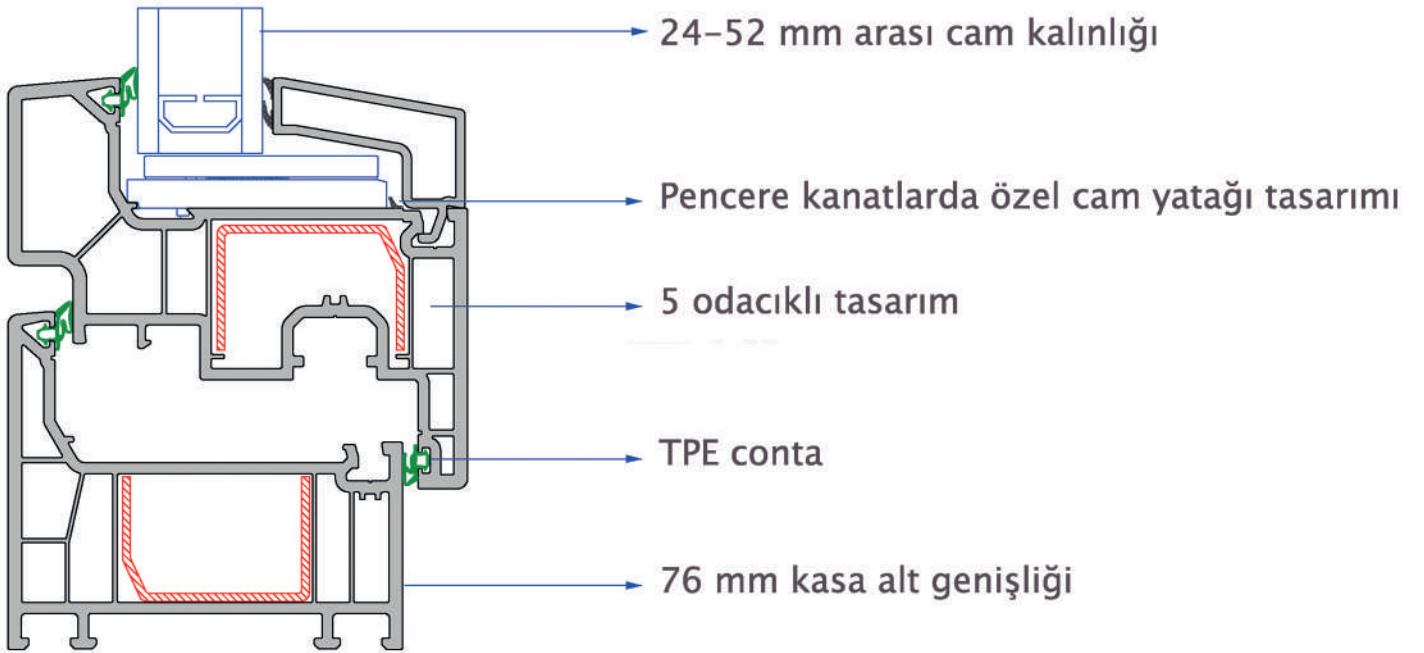 24–52 mm arası cam kalınlığı
Pencere kanatlarda özel cam yatağı tasarımı
5 odacıklı tasarım
TPE conta
76 mm kasa alt genişliği